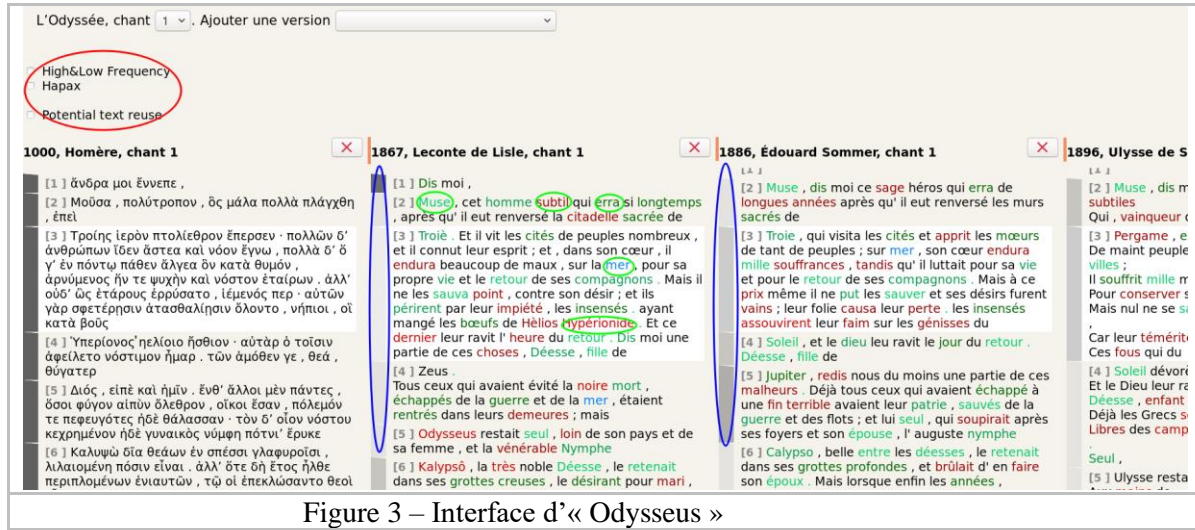 L’Odyssée, chant 1 . Ajouter une version
High&Low Frequency
Hapax
Potential text reuse
1000, Homère, chant 1
[1 ] ἄνδρα μοι ἔννεπε ,
[2 ] Μοῦσα , πολύτροπον , ὃς μάλα πολλὰ πλάγχθη
, ἐπεὶ
[3 ] Τροίης ἱερὸν πτολίεθρον ἔπερσεν · πολλῶν δ’
ἀνθρώπων ἴδεν ἄστεα καὶ νόον ἔγνω , πολλὰ δ’ ὅ
γ’ ἐν πόντῳ πάθεν ἄλγεα ὃν κατὰ θυμόν ,
ἀρνύμενος ἥν τε ψυχὴν καὶ νόστον ἑταίρων . ἀλλ’
οὐδ’ ὣς ἑτάρους ἐρρύσατο , ἱέμενός περ · αὐτῶν
γὰρ σφετέρῃσιν ἀτασθαλίῃσιν ὄλοντο , νήπιοι , οἳ
κατὰ βοῦς
[4 ] Ὑπερίονος ̓ηελίοιο ἤσθιον · αὐτὰρ ὁ τοῖσιν
ἀφείλετο νόστιμον ἦμαρ . τῶν ἁμόθεν γε , θεά ,
θύγατερ
[5 ] Διός , εἰπὲ καὶ ἡμῖν . ἔνθ’ ἄλλοι μὲν πάντες ,
ὅσοι φύγον αἰπὺν ὄλεθρον , οἴκοι ἔσαν , πόλεμόν
τε πεφευγότες ἠδὲ θάλασσαν · τὸν δ’ οἶον νόστου
κεχρημένον ἠδὲ γυναικὸς νύμφη πότνι’ ἔρυκε
[6 ] Καλυψὼ δῖα θεάων ἐν σπέσσι γλαφυροῖσι ,
λιλαιομένη πόσιν εἶναι . ἀλλ’ ὅτε δὴ ἔτος ἦλθε
περιπλομένων ἐνιαυτῶν , τῷ οἱ ἐπεκλώσαντο θεοὶ
1867, Leconte de Lisle, chant 1
[1 ] Dis moi ,
[2 ] Muse , cet homme subtil qui erra si longtemps
, après qu' il eut renversé la citadelle sacrée de
[3 ] Troiè . Et il vit les cités de peuples nombreux ,
et il connut leur esprit ; et , dans son cœur , il
endura beaucoup de maux , sur la mer , pour sa
propre vie et le retour de ses compagnons . Mais il
ne les sauva point , contre son désir ; et ils
périrent par leur impiété , les insensés . ayant
mangé les bœufs de Hèlios Hypérionide . Et ce
dernier leur ravit l' heure du retour . Dis moi une
partie de ces choses , Déesse , fille de
[4 ] Zeus .
Tous ceux qui avaient évité la noire mort ,
échappés de la guerre et de la mer , étaient
rentrés dans leurs demeures ; mais
[5 ] Odysseus restait seul , loin de son pays et de
sa femme , et la vénérable Nymphe
[6 ] Kalypsô , la très noble Déesse , le retenait
dans ses grottes creuses , le désirant pour mari ,
1886, Édouard Sommer, chant 1
[2 ] Muse , dis moi ce sage héros qui erra de
longues années après qu' il eut renversé les murs
sacrés de
[3 ] Troie , qui visita les cités et apprit les mœurs
de tant de peuples ; sur mer , son cœur endura
mille souffrances , tandis qu' il luttait pour sa vie
et pour le retour de ses compagnons . Mais à ce
prix même il ne put les sauver et ses désirs furent
vains ; leur folie causa leur perte . les insensés
assouvirent leur faim sur les génisses du
[4 ] Soleil , et le dieu leu ravit le jour du retour .
Déesse , fille de
[5 ] Jupiter , redis nous du moins une partie de ces
malheurs . Déjà tous ceux qui avaient échappé à
une fin terrible avaient leur patrie , sauvés de la
guerre et des flots ; et lui seul , qui soupirait après
ses foyers et son épouse , l' auguste nymphe
[6 ] Calypso , belle entre les déesses , le retenait
dans ses grottes profondes , et brûlait d' en faire
son époux . Mais lorsque enfin les années ,
1896, Ulysse de S
[2 ] Muse , dis m
subtiles
Qui , vainqueur
[3 ] Pergame , e
De maint peuple
villes ;
Il souffrit mille m
Pour conserver s
Mais nul ne se sa
,
Car leur témérit
Ces fous qui du
[4 ] Soleil dévor
Et le Dieu leur ra
Déesse , enfant
Déjà les Grecs s
Libres des camp
.
Seul ,
[5 ] Ulysse resta
Figure 3 – Interface d’« Odysseus »